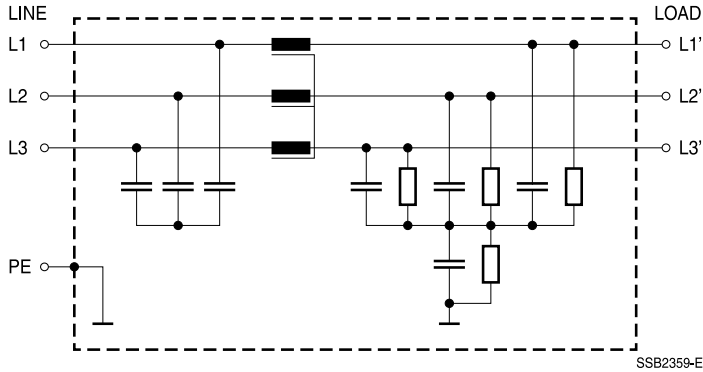 LINE LOAD
L1 L1'
L2 L2'
L3 L3'
PE
SSB2359-E